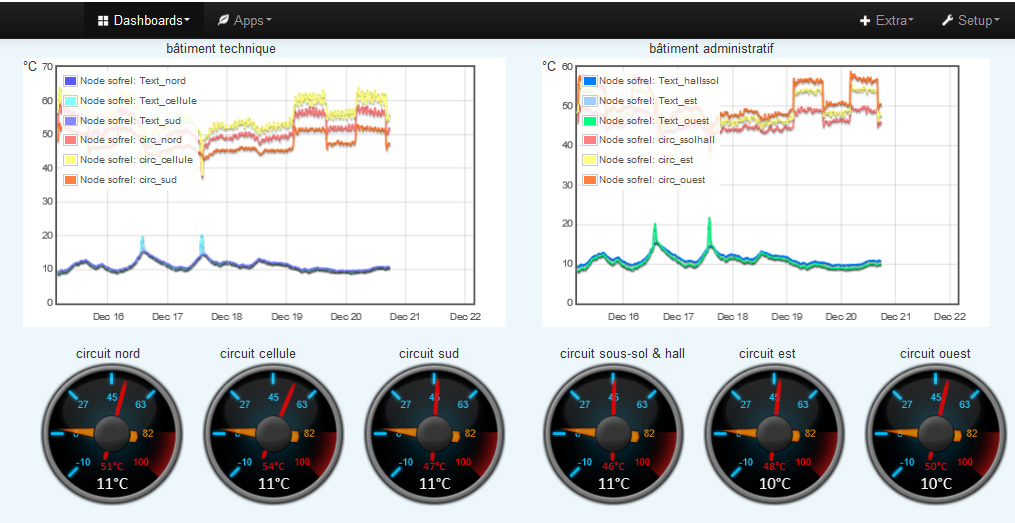 Dashboards Apps Extra Setup
bâtiment technique bâtiment administratif
°C 70 60 50 40 30 20 10 0
Node sofrel: Text_nord
Node sofrel: Text_cellule
Node sofrel: Text_sud
Node sofrel: circ_nord
Node sofrel: circ_cellule
Node sofrel: circ_sud
Dec 16 Dec 17 Dec 18 Dec 19 Dec 20 Dec 21 Dec 22
°C 60 50 40 30 20 10 0
Node sofrel: Text_hallssol
Node sofrel: Text_est
Node sofrel: Text_ouest
Node sofrel: circ_ssolhall
Node sofrel: circ_est
Node sofrel: circ_ouest
Dec 16 Dec 17 Dec 18 Dec 19 Dec 20 Dec 21 Dec 22
circuit nord circuit cellule circuit sud circuit sous-sol & hall circuit est circuit ouest
-10 27 45 63 82 100
51°C
11°C
-10 27 45 63 82 100
54°C
11°C
-10 27 45 63 82 100
47°C
11°C
-10 27 45 63 82 100
46°C
11°C
-10 27 45 63 82 100
48°C
10°C
-10 27 45 63 82 100
50°C
10°C